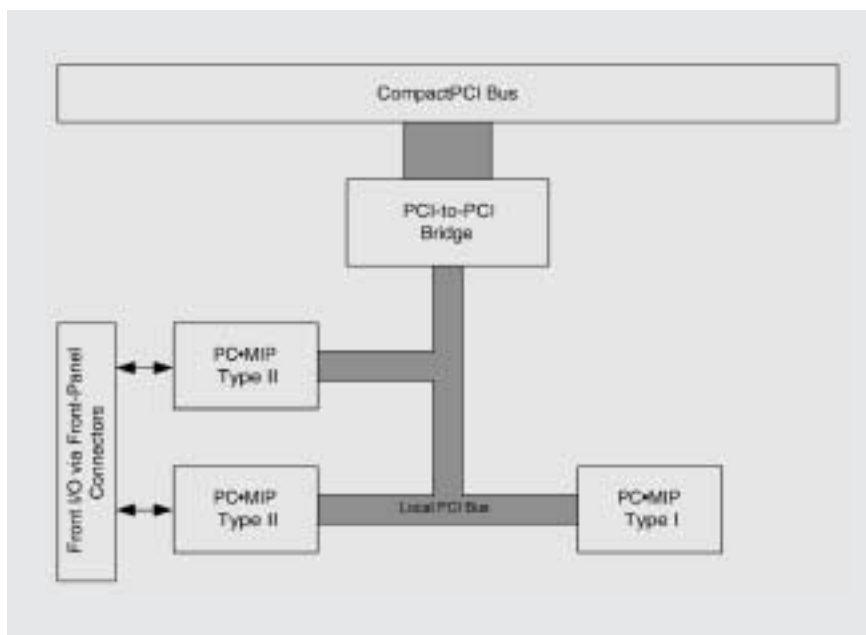 CompactPCI Bus
PCI-to-PCI
Bridge
PC•MIP
Type II
Front I/O via Front-Panel
Connectors
PC•MIP
Type II
Local PCI Bus
PC•MIP
Type I